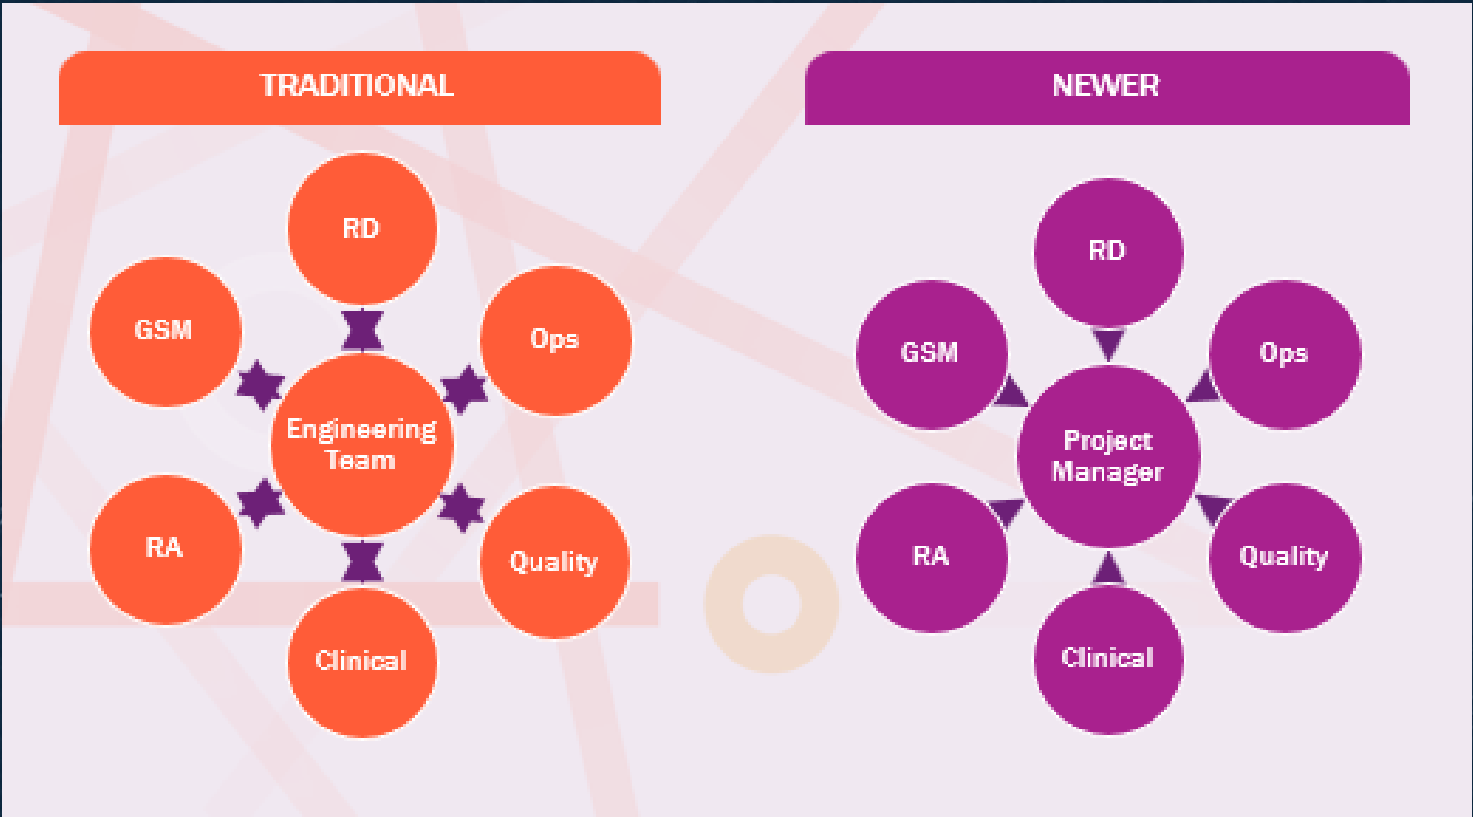 TRADITIONAL
RD
GSM
Ops
Engineering
Team
RA
Quality
Clinical
NEWER
RD
GSM
Ops
Project
Manager
RA
Quality
Clinical